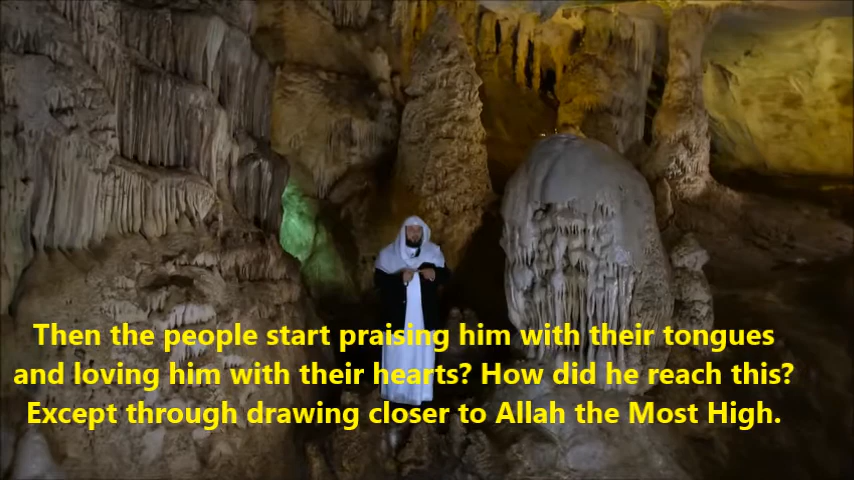 Then the people start praising him with their tongues
and loving him with their hearts? How did he reach this?
Except through drawing closer to Allah the Most High.